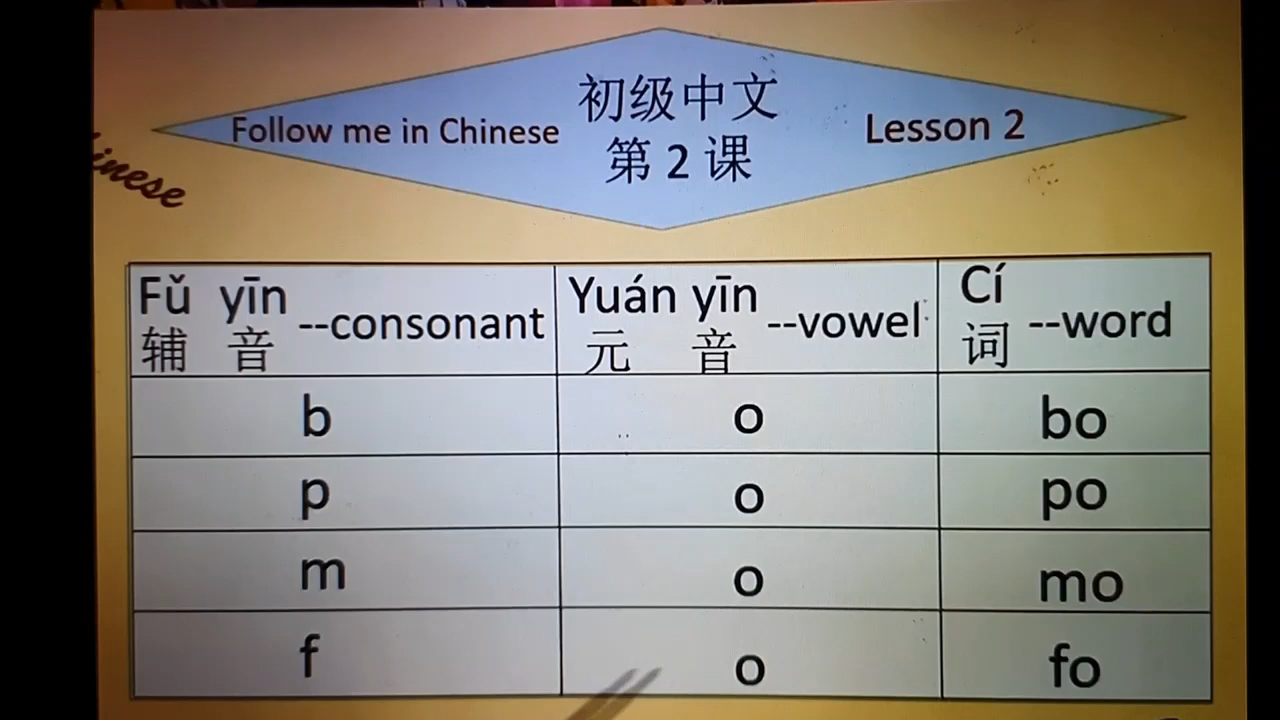 初级中文
Follow me in Chinese
Lesson 2
第 2 课
inese
Fǔ yīn
辅 音 --consonant
Yuán yīn
元 音 --vowel
Cí
词 --word
b o bo
p o po
m o mo
f o fo